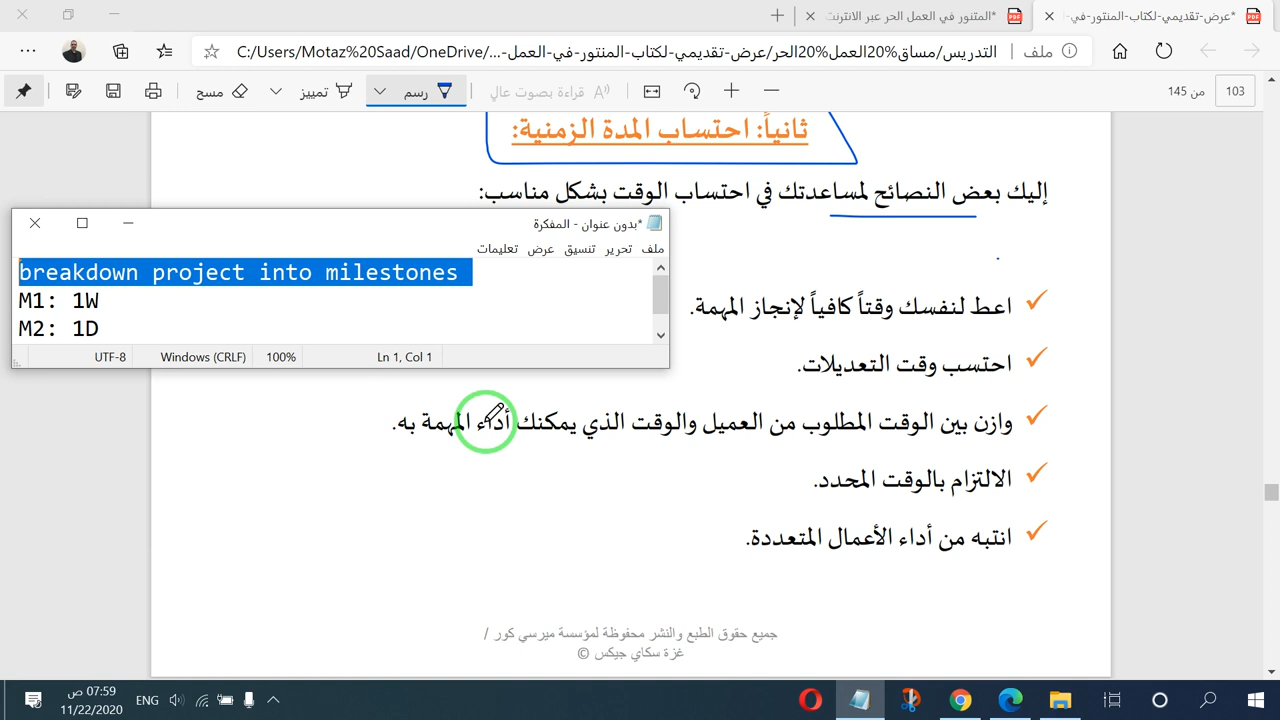 *عرض-تقديمي-لكتاب-المنتور-في-
*المنتور في العمل الحر عبر الانترنت
ملف
C:/Users/Motaz%20Saad/OneDrive/التدريس/مساق%20العمل%20الحر/عرض-تقديمي-لكتاب-المنتور-في-العمل-...
103
من 145
قراءة بصوت عالٍ
رسم
تمييز
مسح
ثانياً: احتساب المدة الزمنية:
إليك بعض النصائح لمساعدتك في احتساب الوقت بشكل مناسب:
*بدون عنوان - المفكرة
ملف تحرير تنسيق عرض تعليمات
breakdown project into milestones
M1: 1W
M2: 1D
UTF-8 Windows (CRLF) 100% Ln 1, Col 1
اعط لنفسك وقتاً كافياً لإنجاز المهمة.
احتسب وقت التعديلات.
وازن بين الوقت المطلوب من العميل والوقت الذي يمكنك أداء المهمة به.
الالتزام بالوقت المحدد.
انتبه من أداء الأعمال المتعددة.
جميع حقوق الطبع والنشر محفوظة لمؤسسة ميرسي كور /
غزة سكاي جيكس ©
07:59 ص
11/22/2020
ENG